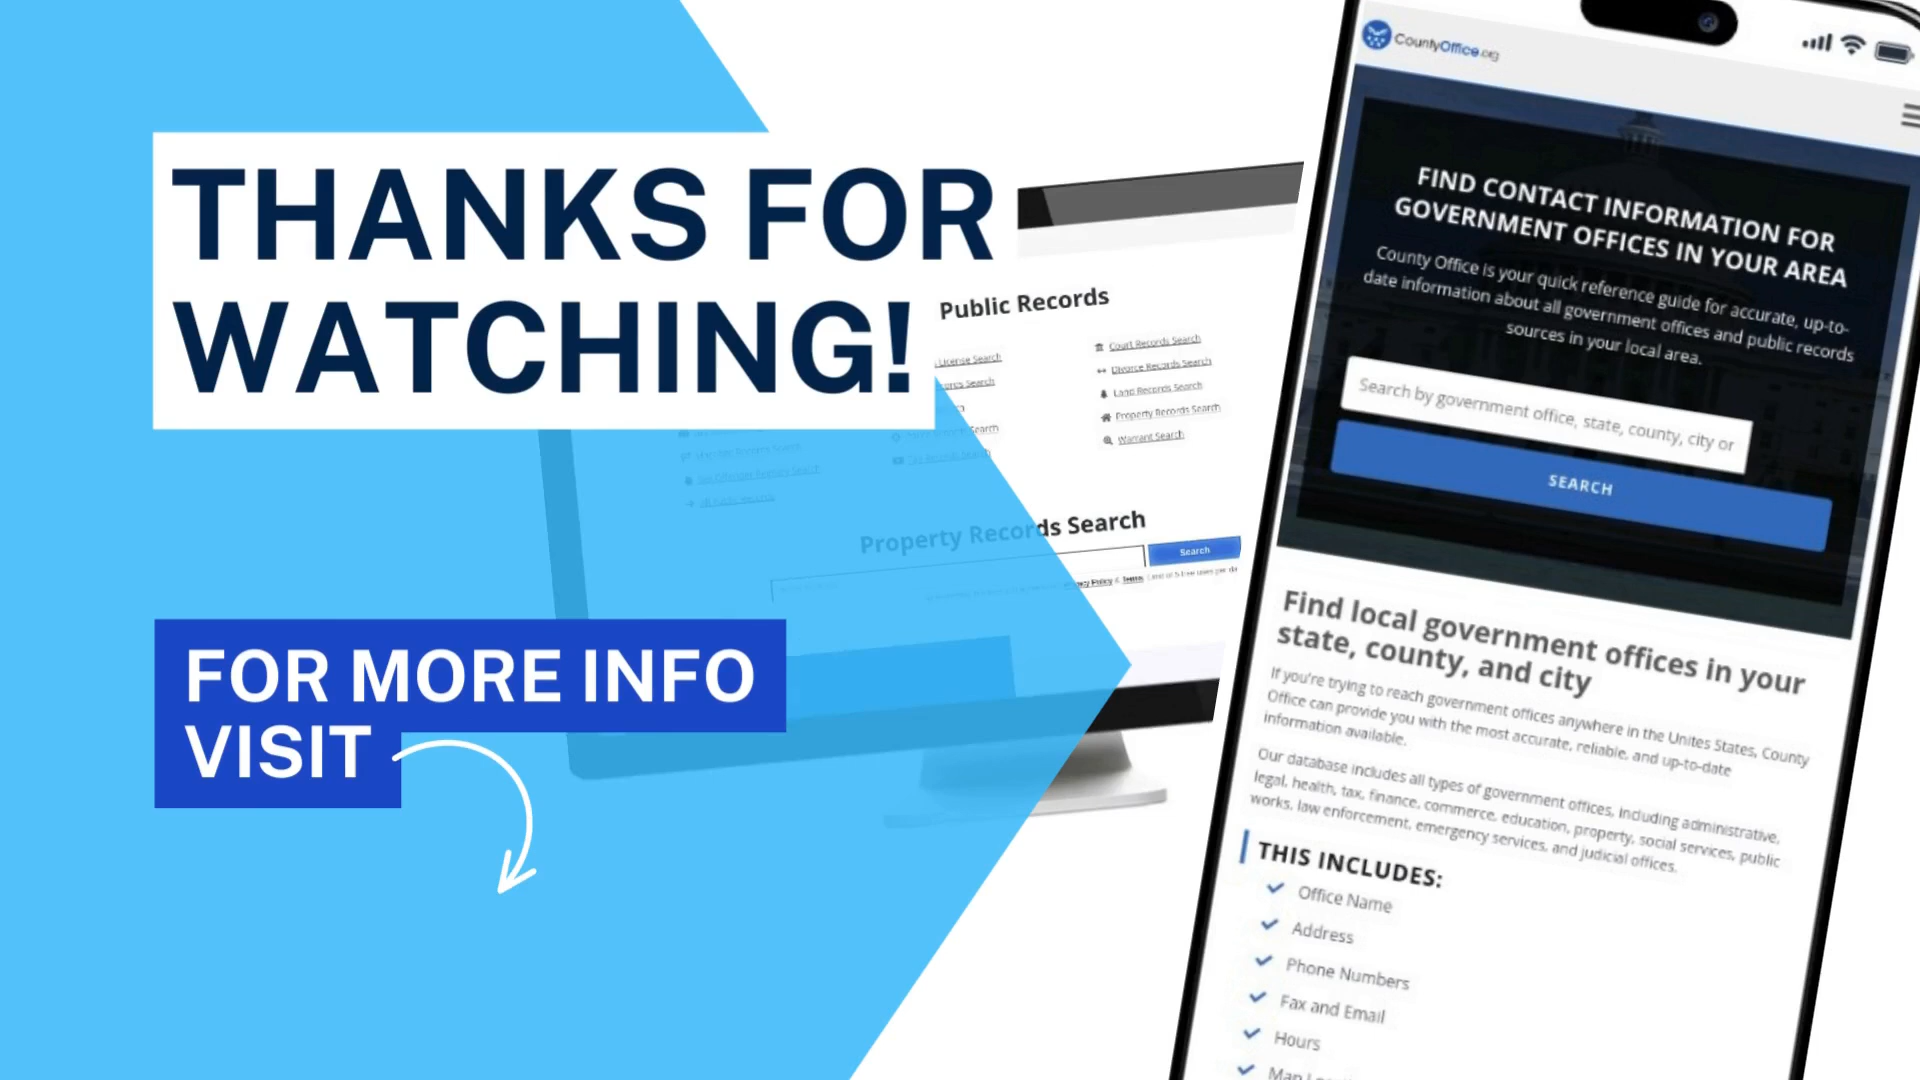 THANKS FOR
WATCHING!
FOR MORE INFO
VISIT
Public Records
License Search
Search
Search
Court Records Search
Divorce Records Search
Land Records Search
Property Records Search
Warrant Search
Property Records Search
Search
Privacy Policy & Terms
CountyOffice.org
FIND CONTACT INFORMATION FOR
GOVERNMENT OFFICES IN YOUR AREA
County Office is your quick reference guide for accurate, up-to-
date information about all government offices and public records
sources in your local area.
Search by government office, state, county, city or
SEARCH
Find local government offices in your
state, county, and city
If you're trying to reach government offices anywhere in the Unites States, County
Office can provide you with the most accurate, reliable, and up-to-date
information available.
Our database includes all types of government offices, including administrative,
legal, health, tax, finance, commerce, education, property, social services, public
works, law enforcement, emergency services, and judicial offices.
THIS INCLUDES:
Office Name
Address
Phone Numbers
Fax and Email
Hours